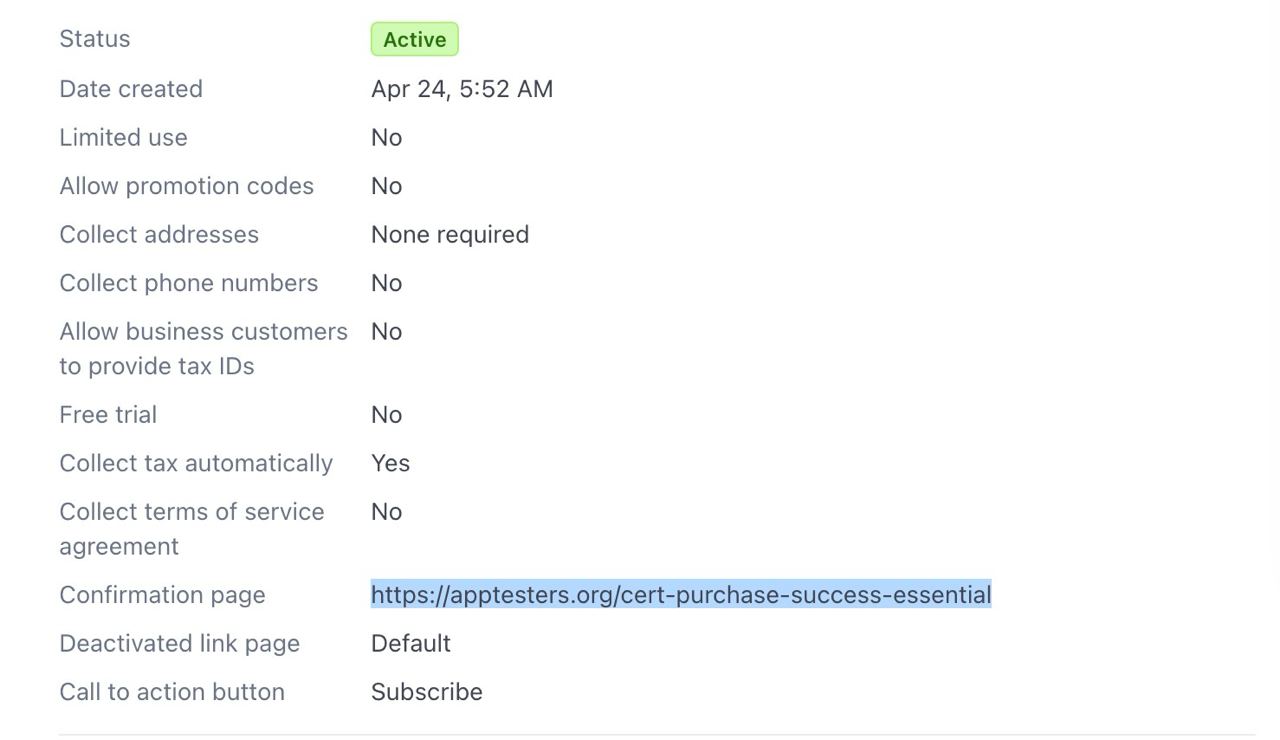 Status Active
Date created Apr 24, 5:52 AM
Limited use No
Allow promotion codes No
Collect addresses None required
Collect phone numbers No
Allow business customers No
to provide tax IDs
Free trial No
Collect tax automatically Yes
Collect terms of service No
agreement
Confirmation page https://apptesters.org/cert-purchase-success-essential
Deactivated link page Default
Call to action button Subscribe